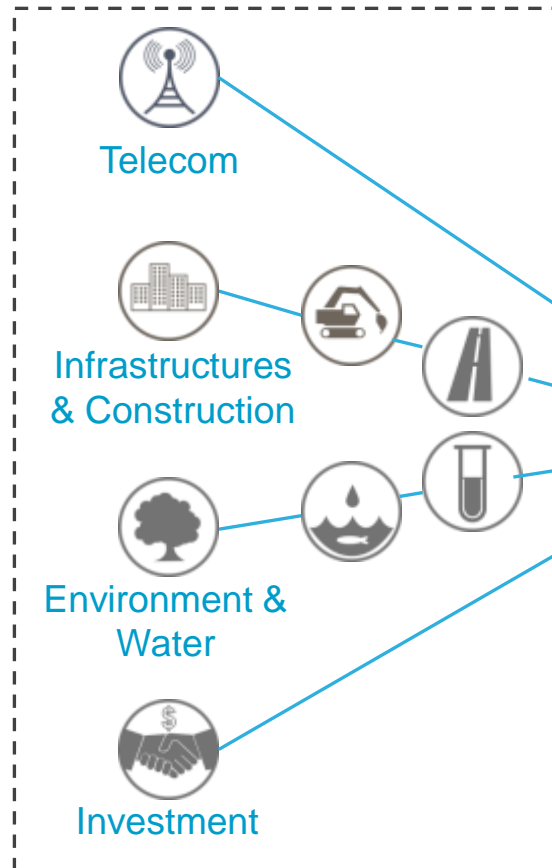 Telecom
Infrastructures
& Construction
Environment &
Water
$
Investment